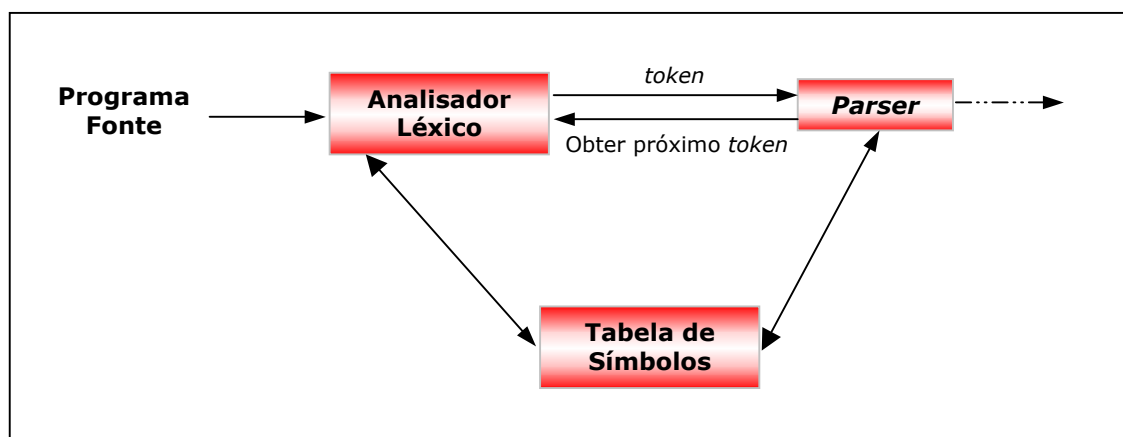 Programa
Fonte
Analisador
Léxico
token
Obter próximo token
Parser
Tabela de
Símbolos